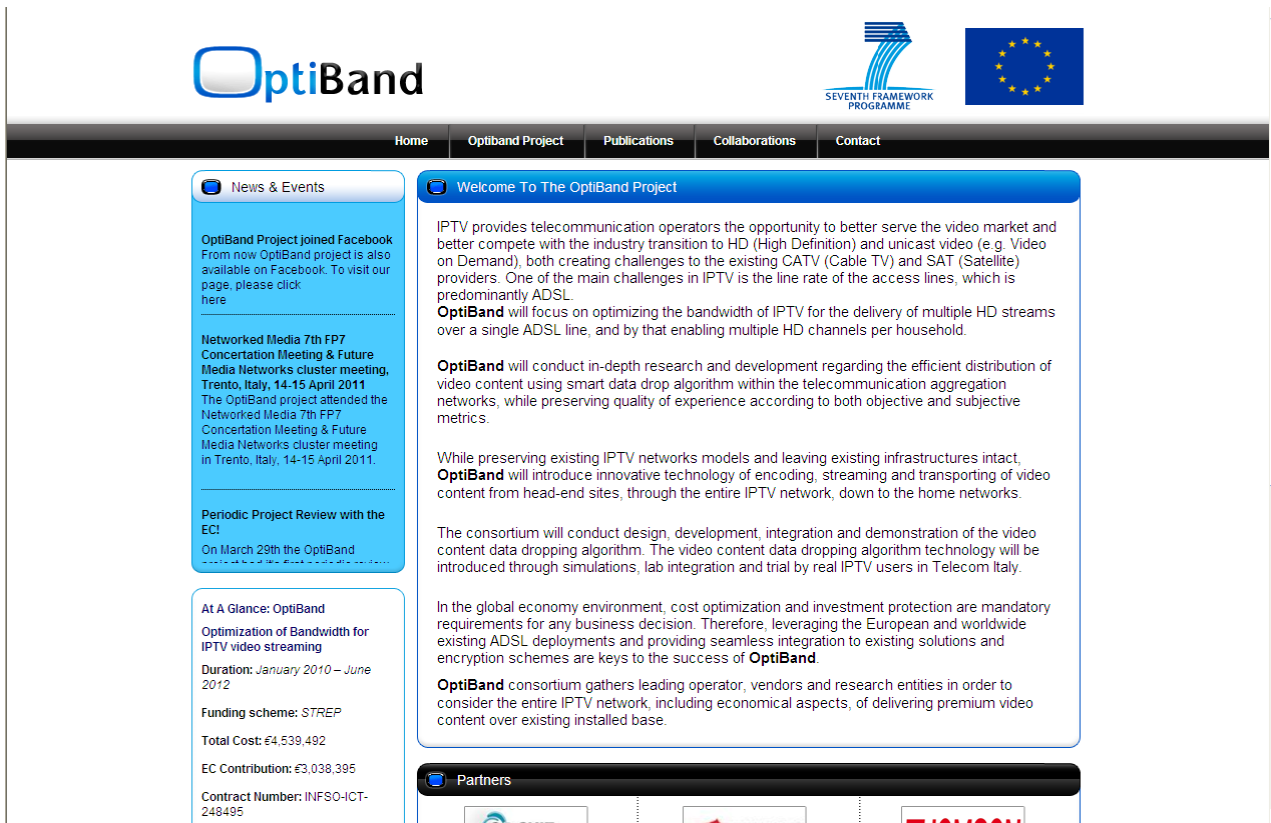 OptiBand
SEVENTH FRAMEWORK
PROGRAMME
Home
Optiband Project
Publications
Collaborations
Contact
News & Events
OptiBand Project joined Facebook
From now OptiBand project is also
available on Facebook. To visit our
page, please click
here
Networked Media 7th FP7
Concertation Meeting & Future
Media Networks cluster meeting,
Trento, Italy, 14-15 April 2011
The OptiBand project attended the
Networked Media 7th FP7
Concertation Meeting & Future
Media Networks cluster meeting
in Trento, Italy, 14-15 April 2011.
Periodic Project Review with the
EC!
On March 29th the OptiBand
project had it's first periodic review
At A Glance: OptiBand
Optimization of Bandwidth for
IPTV video streaming
Duration: January 2010 – June
2012
Funding scheme: STREP
Total Cost: €4,539,492
EC Contribution: €3,038,395
Contract Number: INFSO-ICT-
248495
Welcome To The OptiBand Project
IPTV provides telecommunication operators the opportunity to better serve the video market and
better compete with the industry transition to HD (High Definition) and unicast video (e.g. Video
on Demand), both creating challenges to the existing CATV (Cable TV) and SAT (Satellite)
providers. One of the main challenges in IPTV is the line rate of the access lines, which is
predominantly ADSL.
OptiBand will focus on optimizing the bandwidth of IPTV for the delivery of multiple HD streams
over a single ADSL line, and by that enabling multiple HD channels per household.
OptiBand will conduct in-depth research and development regarding the efficient distribution of
video content using smart data drop algorithm within the telecommunication aggregation
networks, while preserving quality of experience according to both objective and subjective
metrics.
While preserving existing IPTV networks models and leaving existing infrastructures intact,
OptiBand will introduce innovative technology of encoding, streaming and transporting of video
content from head-end sites, through the entire IPTV network, down to the home networks.
The consortium will conduct design, development, integration and demonstration of the video
content data dropping algorithm. The video content data dropping algorithm technology will be
introduced through simulations, lab integration and trial by real IPTV users in Telecom Italy.
In the global economy environment, cost optimization and investment protection are mandatory
requirements for any business decision. Therefore, leveraging the European and worldwide
existing ADSL deployments and providing seamless integration to existing solutions and
encryption schemes are keys to the success of OptiBand.
OptiBand consortium gathers leading operator, vendors and research entities in order to
consider the entire IPTV network, including economical aspects, of delivering premium video
content over existing installed base.
Partners
THOMSON